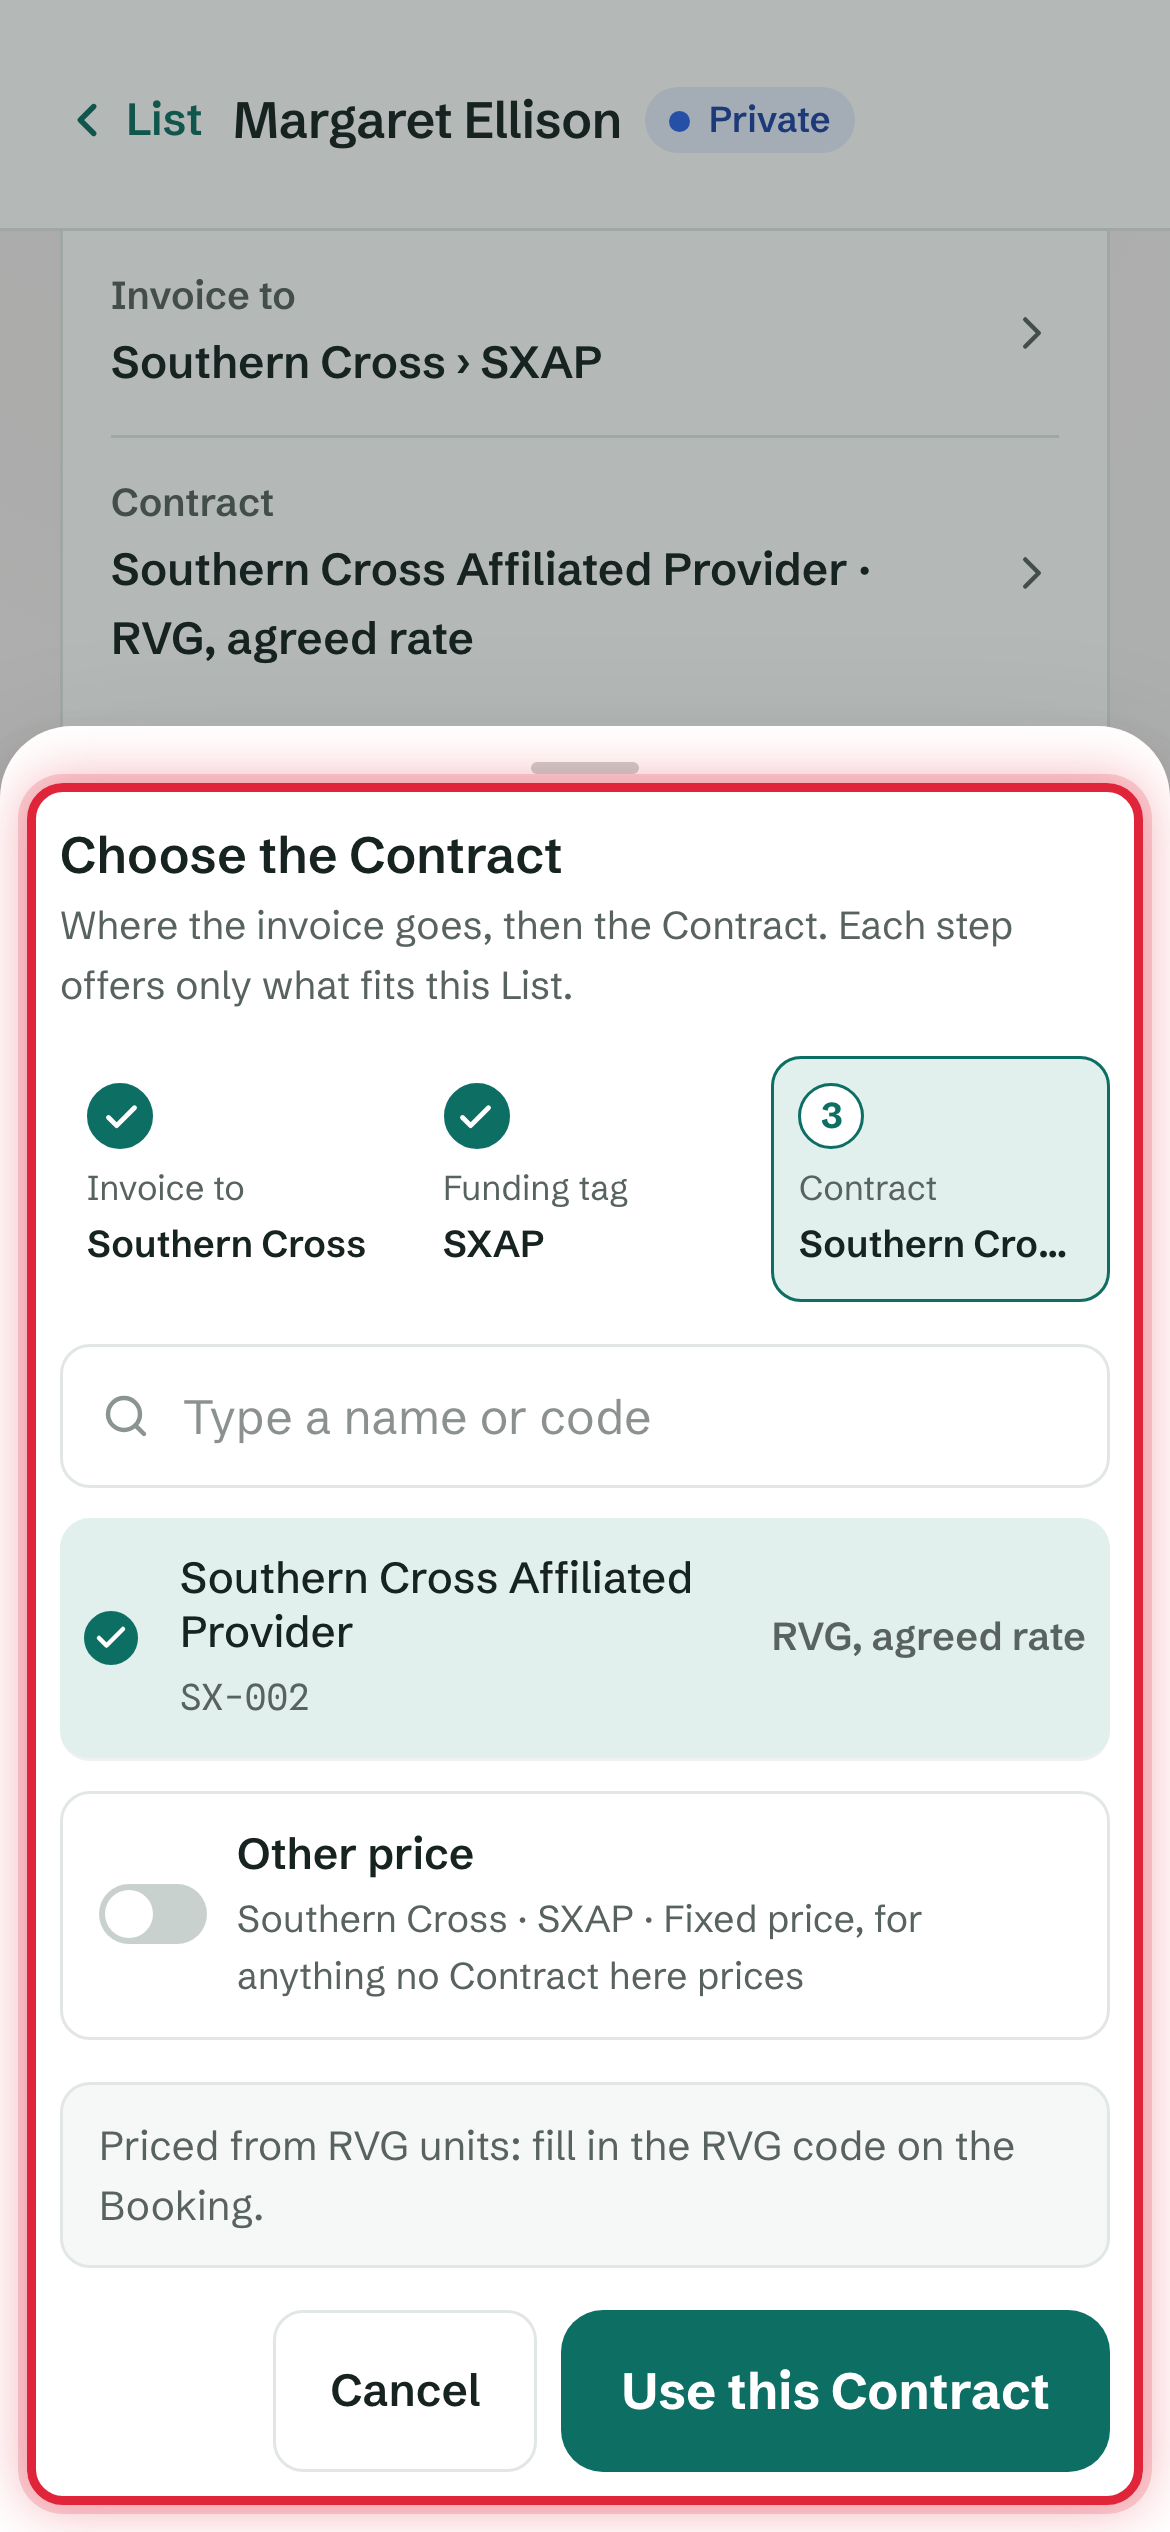 List Margaret Ellison Private
Invoice to
Southern Cross › SXAP
Contract
Southern Cross Affiliated Provider ·
RVG, agreed rate
Choose the Contract
Where the invoice goes, then the Contract. Each step
offers only what fits this List.
Invoice to
Southern Cross
Funding tag
SXAP
3
Contract
Southern Cro...
Type a name or code
Southern Cross Affiliated
Provider
SX-002
RVG, agreed rate
Other price
Southern Cross · SXAP · Fixed price, for
anything no Contract here prices
Priced from RVG units: fill in the RVG code on the
Booking.
Cancel
Use this Contract